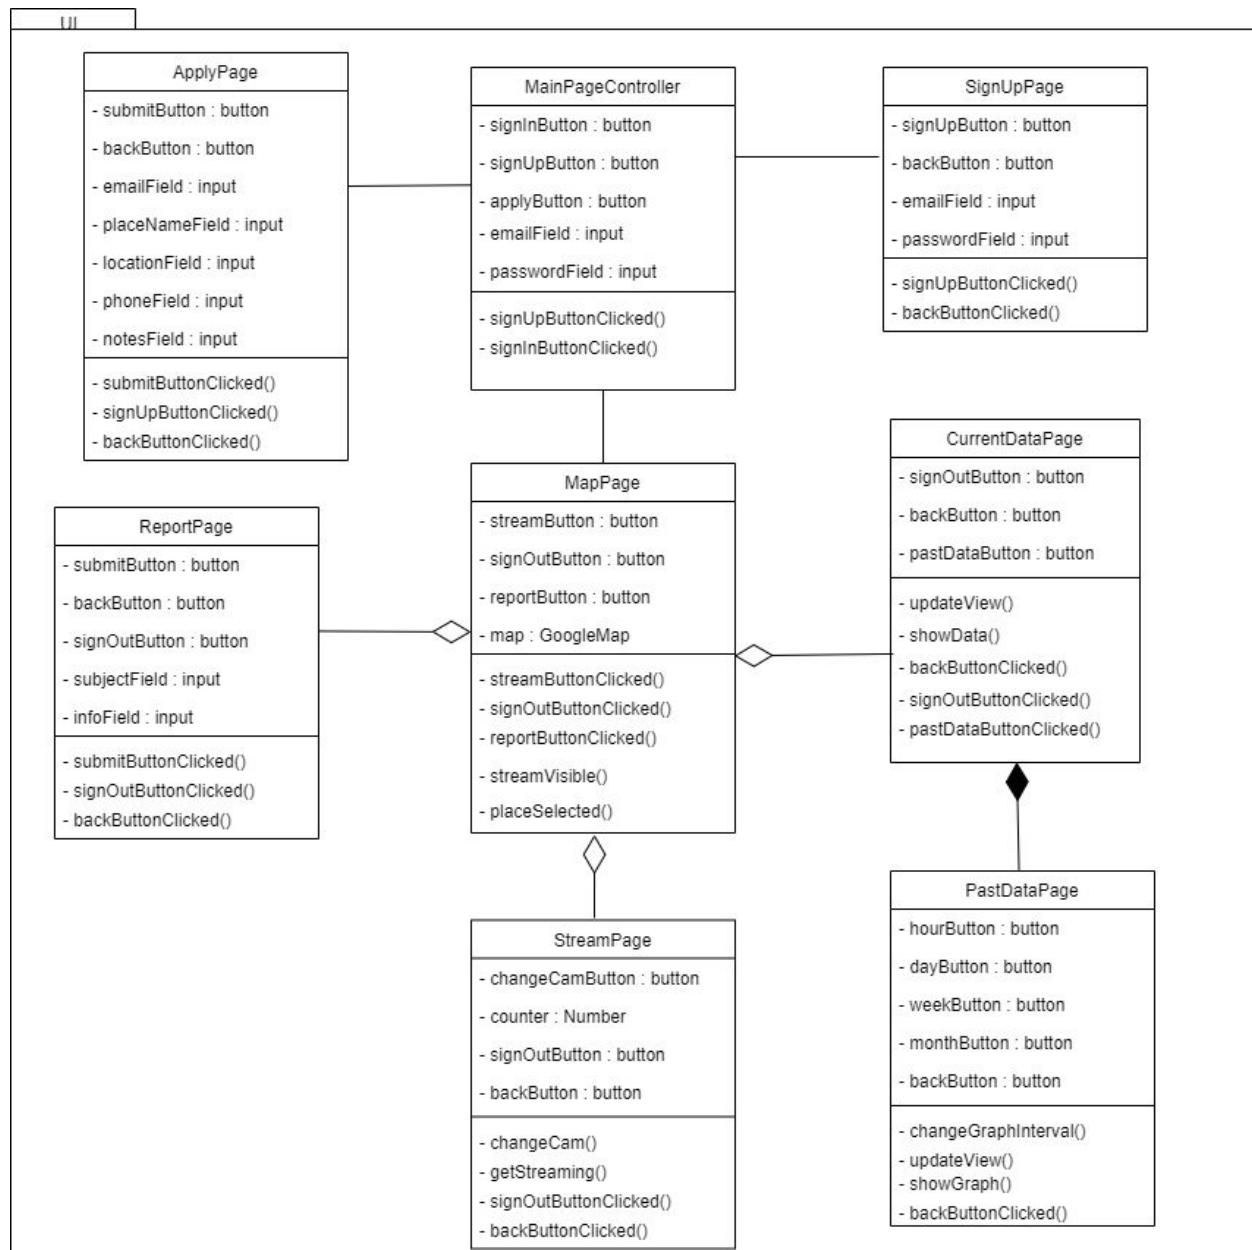 UI
ApplyPage
- submitButton : button
- backButton : button
- emailField : input
- placeNameField : input
- locationField : input
- phoneField : input
- notesField : input
- submitButtonClicked()
- signUpButtonClicked()
- backButtonClicked()
MainPageController
- signInButton : button
- signUpButton : button
- applyButton : button
- emailField : input
- passwordField : input
- signUpButtonClicked()
- signInButtonClicked()
SignUpPage
- signUpButton : button
- backButton : button
- emailField : input
- passwordField : input
- signUpButtonClicked()
- backButtonClicked()
ReportPage
- submitButton : button
- backButton : button
- signOutButton : button
- subjectField : input
- infoField : input
- submitButtonClicked()
- signOutButtonClicked()
- backButtonClicked()
MapPage
- streamButton : button
- signOutButton : button
- reportButton : button
- map : GoogleMap
- streamButtonClicked()
- signOutButtonClicked()
- reportButtonClicked()
- streamVisible()
- placeSelected()
CurrentDataPage
- signOutButton : button
- backButton : button
- pastDataButton : button
- updateView()
- showData()
- backButtonClicked()
- signOutButtonClicked()
- pastDataButtonClicked()
StreamPage
- changeCamButton : button
- counter : Number
- signOutButton : button
- backButton : button
- changeCam()
- getStreaming()
- signOutButtonClicked()
- backButtonClicked()
PastDataPage
- hourButton : button
- dayButton : button
- weekButton : button
- monthButton : button
- backButton : button
- changeGraphInterval()
- updateView()
- showGraph()
- backButtonClicked()